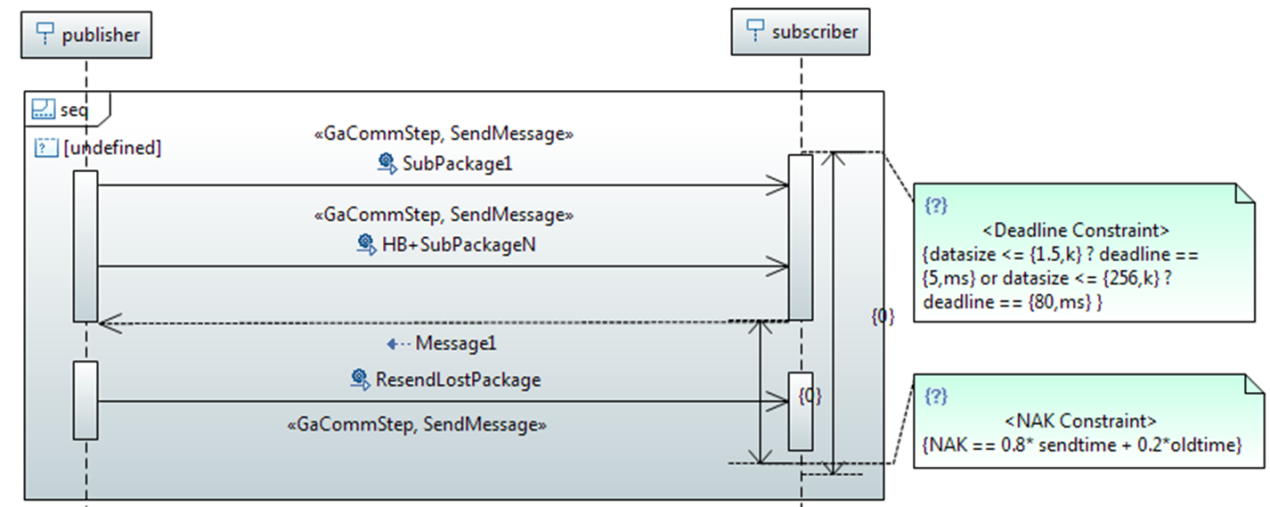 publisher
subscriber
seq
[undefined]
«GaCommStep, SendMessage»
SubPackage1
«GaCommStep, SendMessage»
HB+SubPackageN
{?}
<Deadline Constraint>
{datasize <= {1.5,k} ? deadline ==
{5,ms} or datasize <= {256,k} ?
deadline == {80,ms} }
{0}
Message1
ResendLostPackage
{0}
«GaCommStep, SendMessage»
{?}
<NAK Constraint>
{NAK == 0.8* sendtime + 0.2*oldtime}